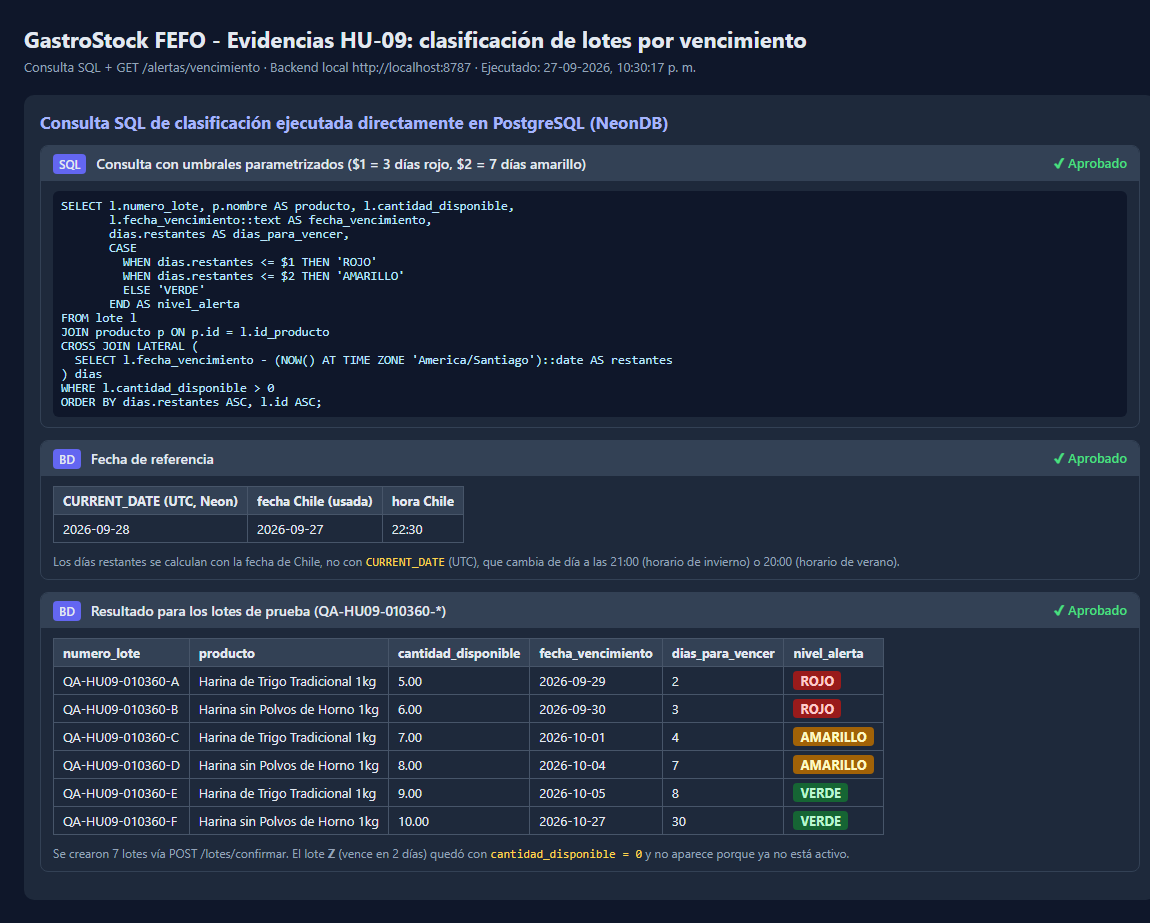 GastroStock FEFO - Evidencias HU-09: clasificación de lotes por vencimiento
Consulta SQL + GET /alertas/vencimiento · Backend local http://localhost:8787 · Ejecutado: 27-09-2026, 10:30:17 p. m.
Consulta SQL de clasificación ejecutada directamente en PostgreSQL (NeonDB)
SQL Consulta con umbrales parametrizados ($1 = 3 días rojo, $2 = 7 días amarillo) ✓ Aprobado
SELECT l.numero_lote, p.nombre AS producto, l.cantidad_disponible,
l.fecha_vencimiento::text AS fecha_vencimiento,
dias.restantes AS dias_para_vencer,
CASE
WHEN dias.restantes <= $1 THEN 'ROJO'
WHEN dias.restantes <= $2 THEN 'AMARILLO'
ELSE 'VERDE'
END AS nivel_alerta
FROM lote l
JOIN producto p ON p.id = l.id_producto
CROSS JOIN LATERAL (
SELECT l.fecha_vencimiento - (NOW() AT TIME ZONE 'America/Santiago')::date AS restantes
) dias
WHERE l.cantidad_disponible > 0
ORDER BY dias.restantes ASC, l.id ASC;
BD Fecha de referencia ✓ Aprobado
CURRENT_DATE (UTC, Neon) fecha Chile (usada) hora Chile
2026-09-28 2026-09-27 22:30
Los días restantes se calculan con la fecha de Chile, no con CURRENT_DATE (UTC), que cambia de día a las 21:00 (horario de invierno) o 20:00 (horario de verano).
BD Resultado para los lotes de prueba (QA-HU09-010360-*) ✓ Aprobado
numero_lote producto cantidad_disponible fecha_vencimiento dias_para_vencer nivel_alerta
QA-HU09-010360-A Harina de Trigo Tradicional 1kg 5.00 2026-09-29 2 ROJO
QA-HU09-010360-B Harina sin Polvos de Horno 1kg 6.00 2026-09-30 3 ROJO
QA-HU09-010360-C Harina de Trigo Tradicional 1kg 7.00 2026-10-01 4 AMARILLO
QA-HU09-010360-D Harina sin Polvos de Horno 1kg 8.00 2026-10-04 7 AMARILLO
QA-HU09-010360-E Harina de Trigo Tradicional 1kg 9.00 2026-10-05 8 VERDE
QA-HU09-010360-F Harina sin Polvos de Horno 1kg 10.00 2026-10-27 30 VERDE
Se crearon 7 lotes vía POST /lotes/confirmar. El lote Z (vence en 2 días) quedó con cantidad_disponible = 0 y no aparece porque ya no está activo.